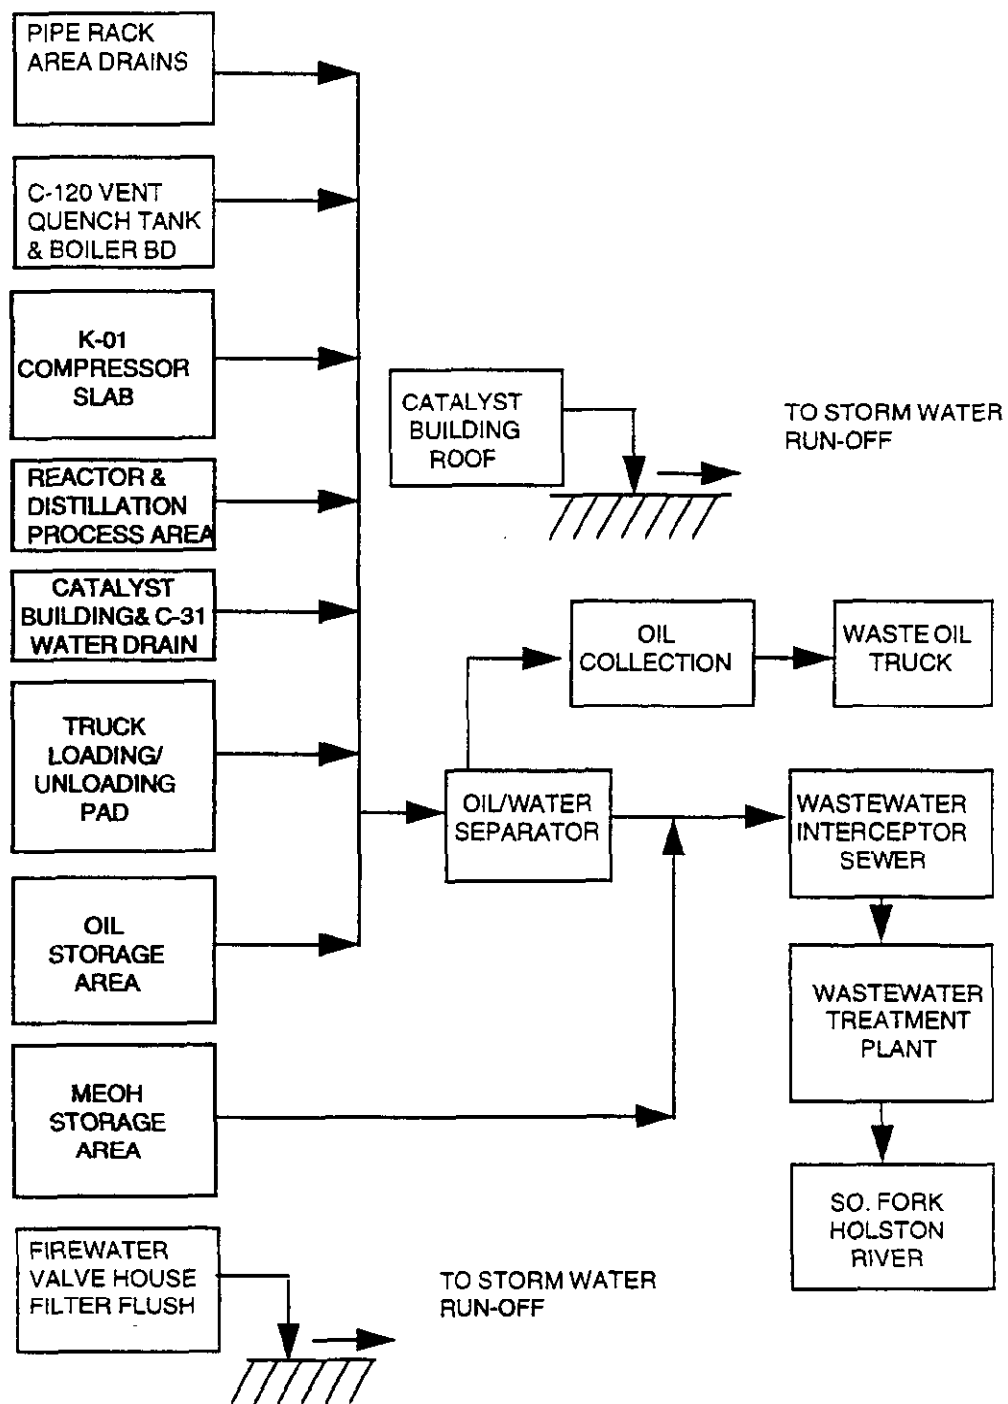 PIPE RACK
AREA DRAINS
C-120 VENT
QUENCH TANK
& BOILER BD
K-01
COMPRESSOR
SLAB
REACTOR &
DISTILLATION
PROCESS AREA
CATALYST
BUILDING& C-31
WATER DRAIN
TRUCK
LOADING/
UNLOADING
PAD
OIL
STORAGE
AREA
MEOH
STORAGE
AREA
FIREWATER
VALVE HOUSE
FILTER FLUSH
TO STORM WATER
RUN-OFF
CATALYST
BUILDING
ROOF
TO STORM WATER
RUN-OFF
OIL
COLLECTION
WASTE OIL
TRUCK
OIL/WATER
SEPARATOR
WASTEWATER
INTERCEPTOR
SEWER
WASTEWATER
TREATMENT
PLANT
SO. FORK
HOLSTON
RIVER